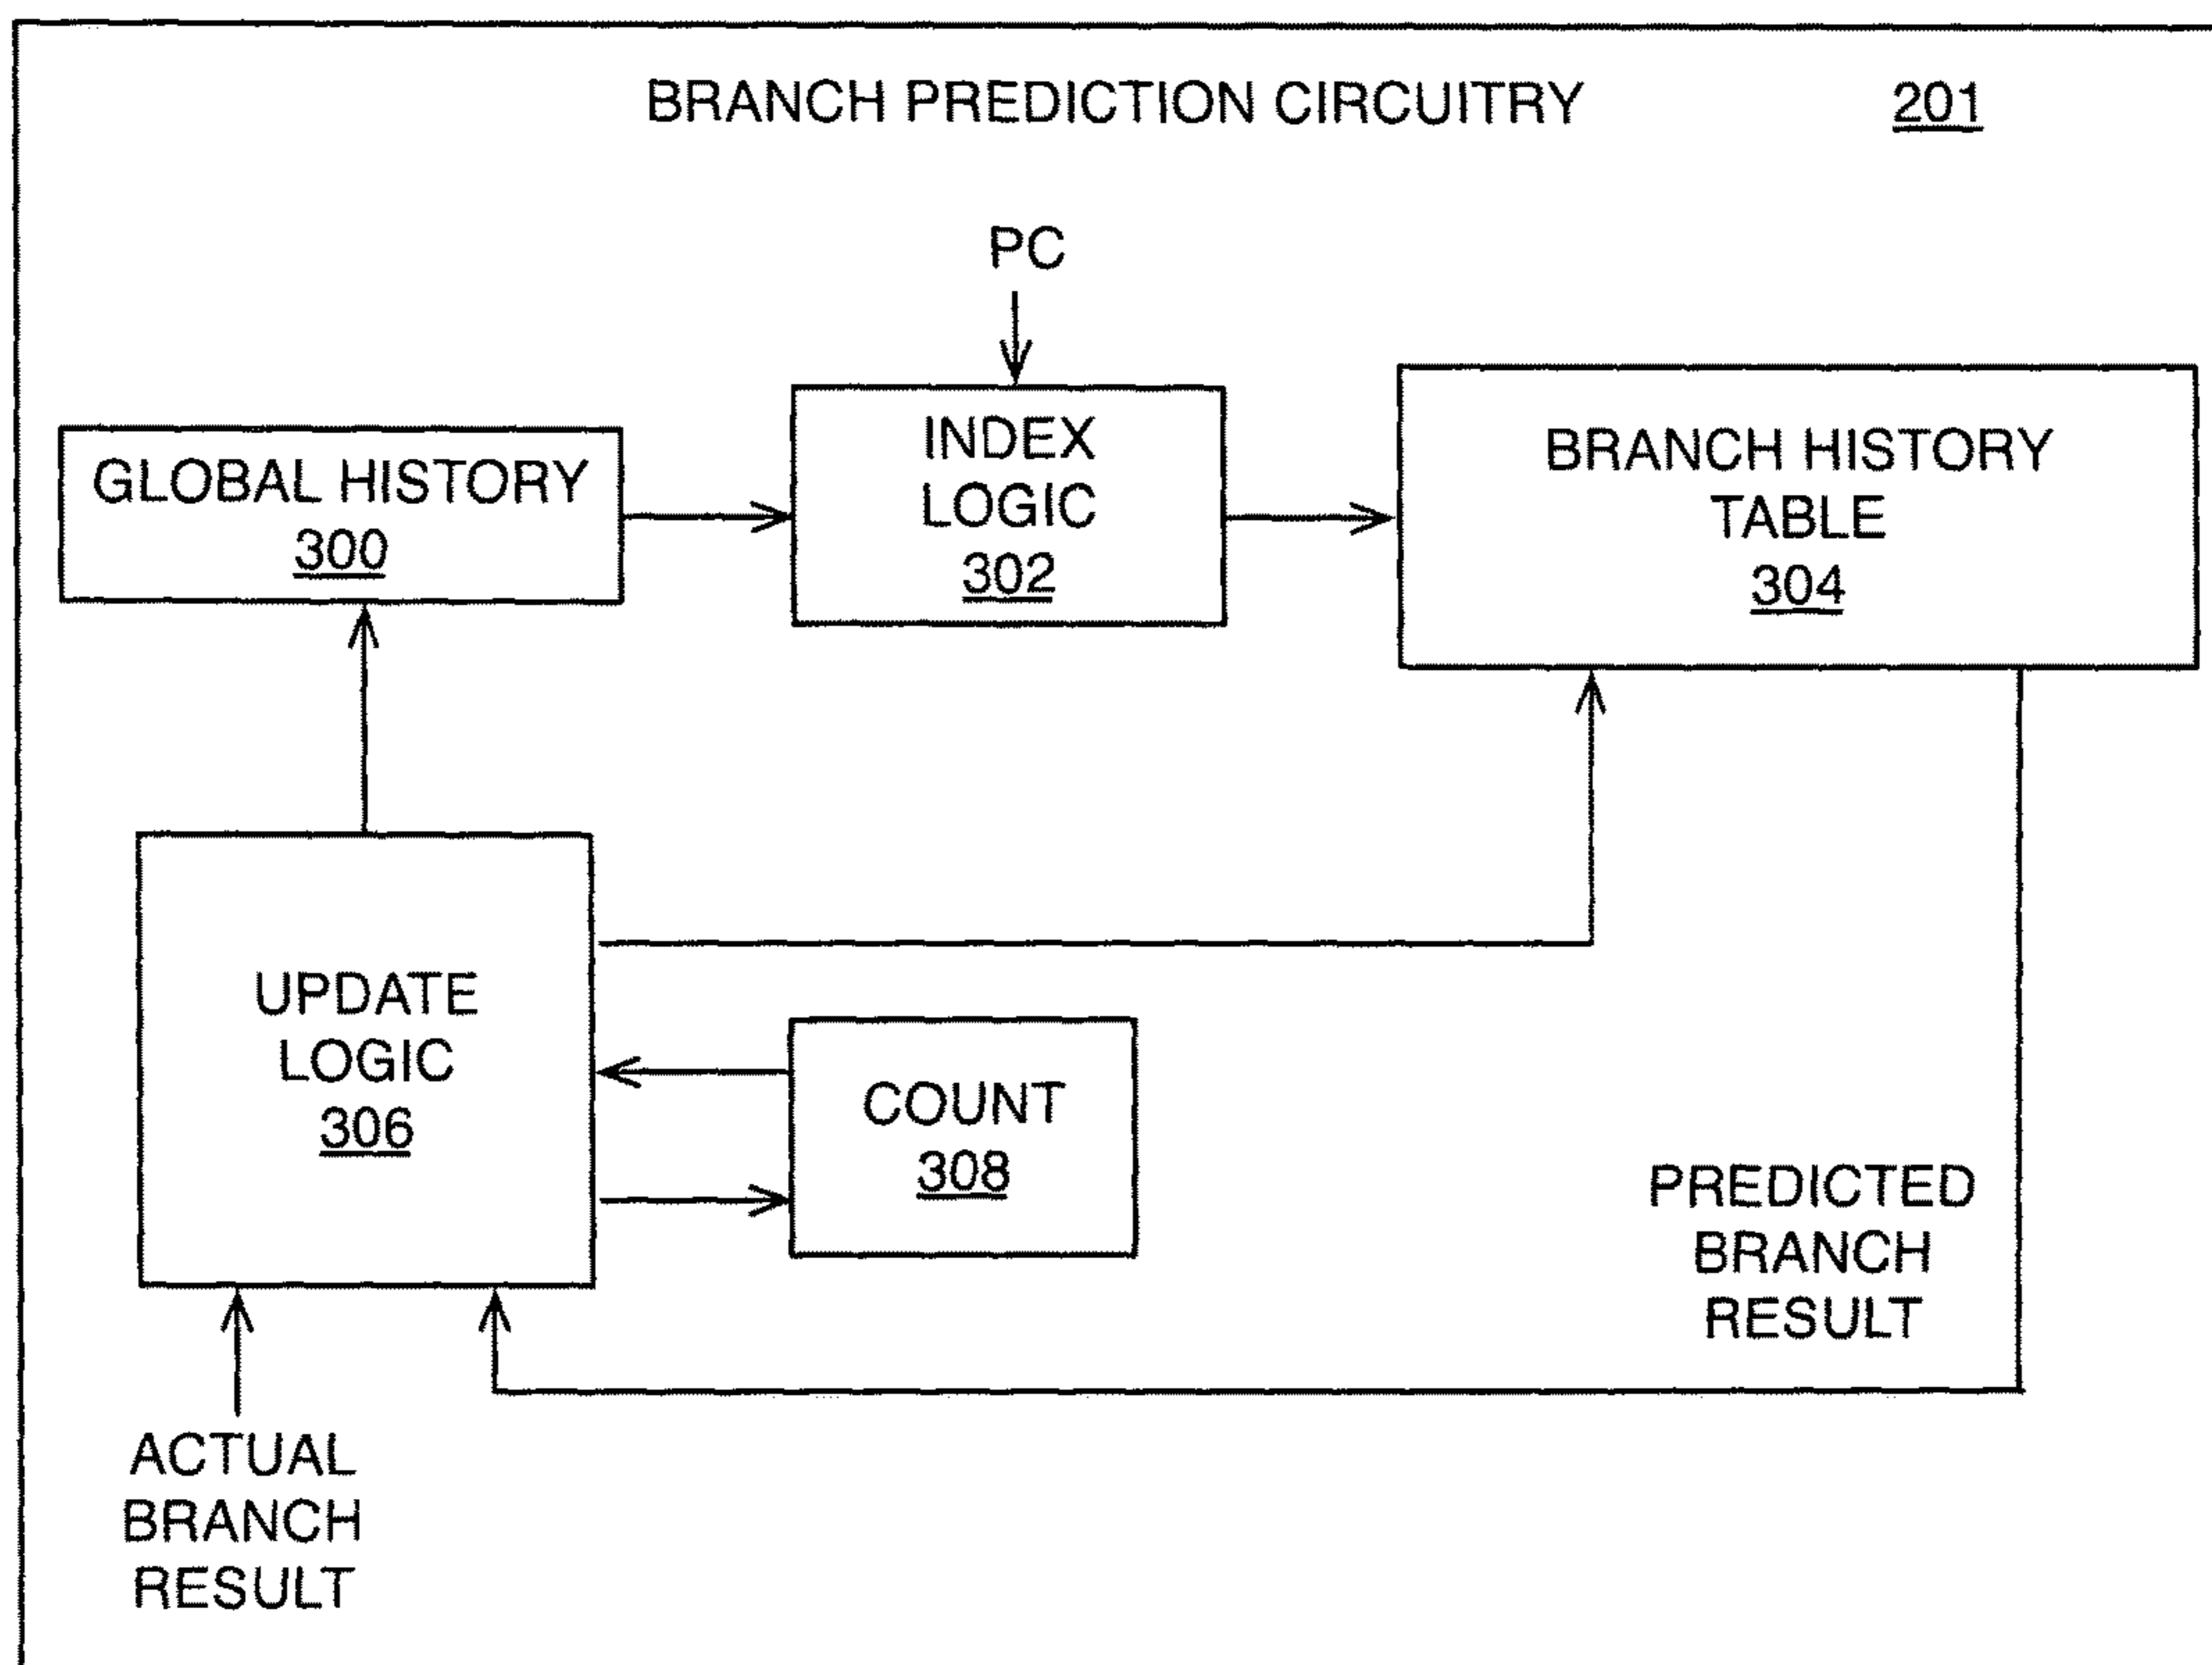 BRANCH PREDICTION CIRCUITRY
201
PC
GLOBAL HISTORY
300
INDEX
LOGIC
302
BRANCH HISTORY
TABLE
304
UPDATE
LOGIC
306
COUNT
308
PREDICTED
BRANCH
RESULT
ACTUAL
BRANCH
RESULT